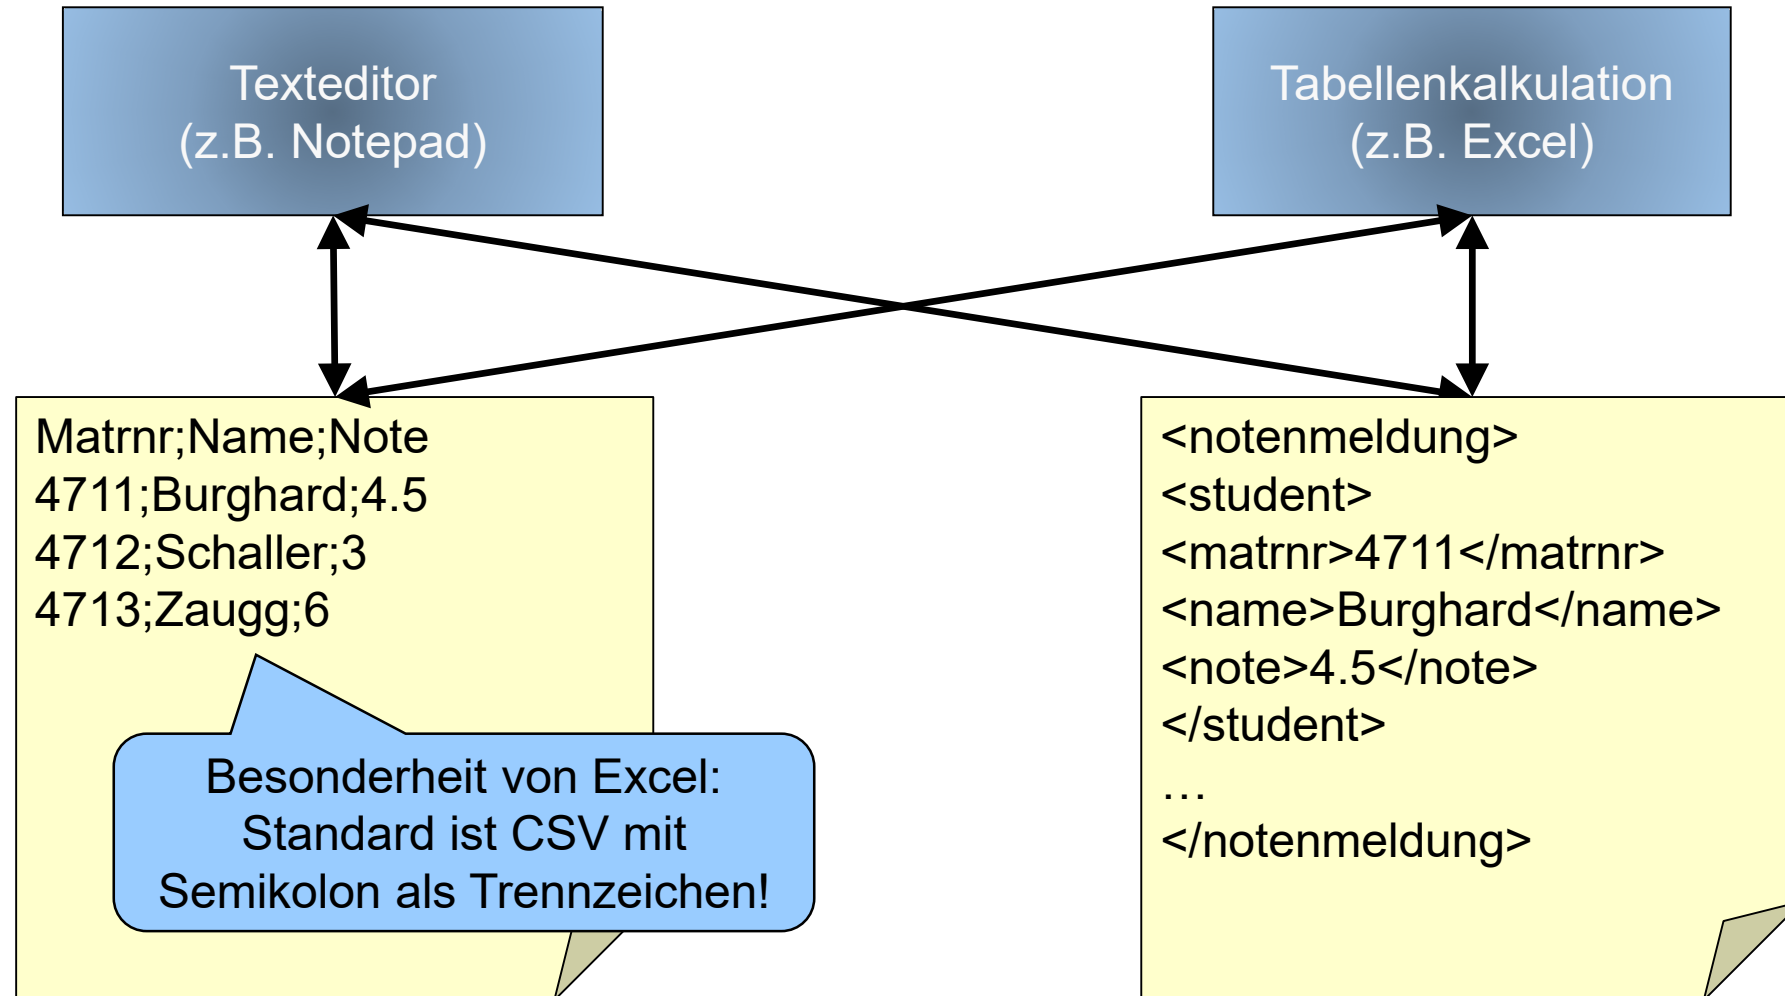 Texteditor
(z.B. Notepad)
Tabellenkalkulation
(z.B. Excel)
Matrnr;Name;Note
4711;Burghard;4.5
4712;Schaller;3
4713;Zaugg;6
Besonderheit von Excel:
Standard ist CSV mit
Semikolon als Trennzeichen!
<notenmeldung>
<student>
<matrnr>4711</matrnr>
<name>Burghard</name>
<note>4.5</note>
</student>
…
</notenmeldung>